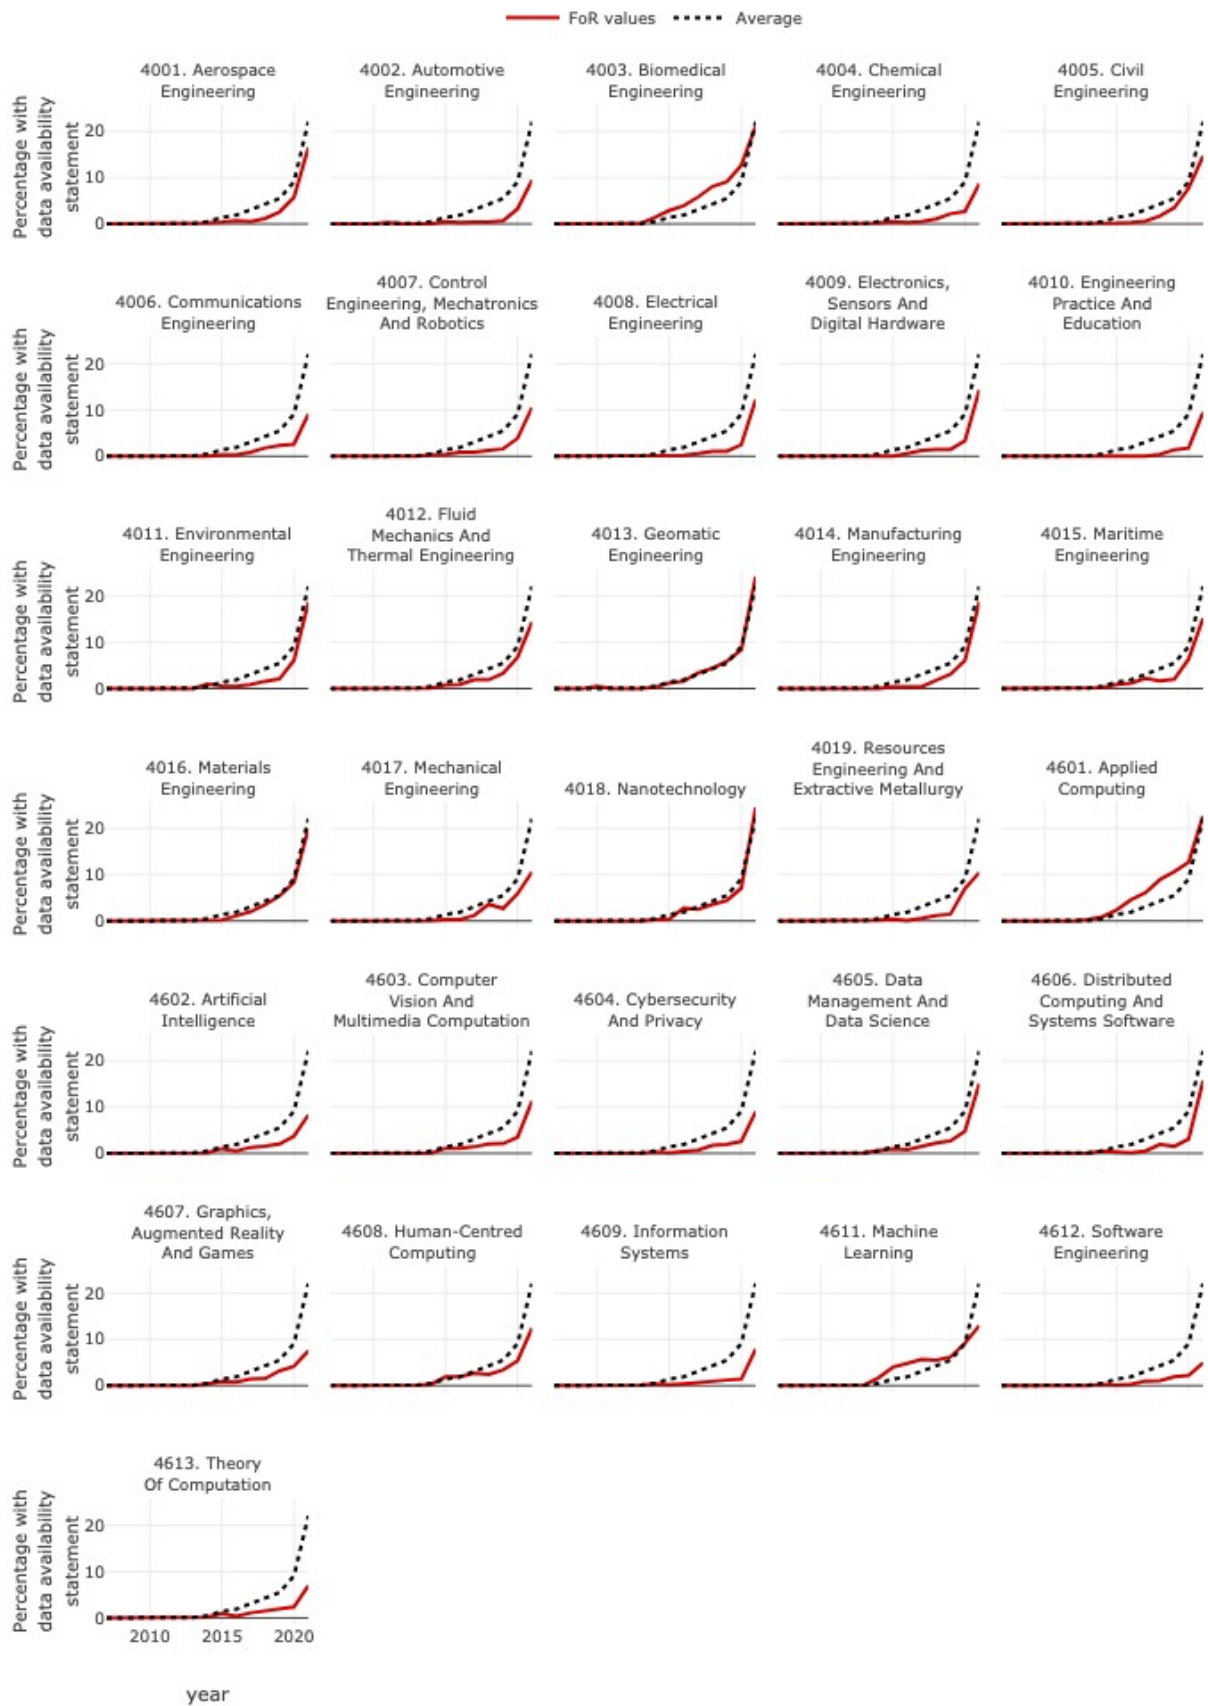 FoR values Average
4001. Aerospace
Engineering
4002. Automotive
Engineering
4003. Biomedical
Engineering
4004. Chemical
Engineering
4005. Civil
Engineering
Percentage with
data availability
statement
20
10
0
4006. Communications
Engineering
4007. Control
Engineering, Mechatronics
And Robotics
4008. Electrical
Engineering
4009. Electronics,
Sensors And
Digital Hardware
4010. Engineering
Practice And
Education
Percentage with
data availability
statement
20
10
0
4011. Environmental
Engineering
4012. Fluid
Mechanics And
Thermal Engineering
4013. Geomatic
Engineering
4014. Manufacturing
Engineering
4015. Maritime
Engineering
Percentage with
data availability
statement
20
10
0
4016. Materials
Engineering
4017. Mechanical
Engineering
4018. Nanotechnology
4019. Resources
Engineering And
Extractive Metallurgy
4601. Applied
Computing
Percentage with
data availability
statement
20
10
0
4602. Artificial
Intelligence
4603. Computer
Vision And
Multimedia Computation
4604. Cybersecurity
And Privacy
4605. Data
Management And
Data Science
4606. Distributed
Computing And
Systems Software
Percentage with
data availability
statement
20
10
0
4607. Graphics,
Augmented Reality
And Games
4608. Human-Centred
Computing
4609. Information
Systems
4611. Machine
Learning
4612. Software
Engineering
Percentage with
data availability
statement
20
10
0
4613. Theory
Of Computation
Percentage with
data availability
statement
20
10
0
2010 2015 2020
year